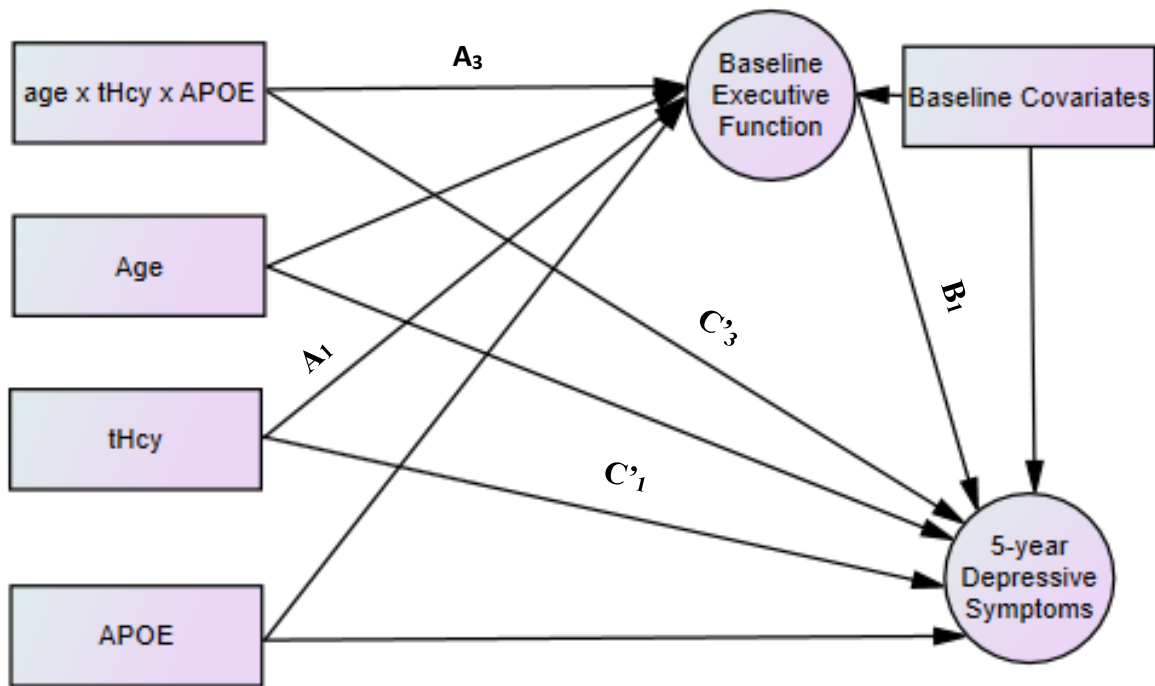 A₃
Baseline
Executive
Function
age x tHcy x APOE
Baseline Covariates
Age
B₁
C’₃
A₁
tHcy
C’₁
5-year
Depressive
Symptoms
APOE